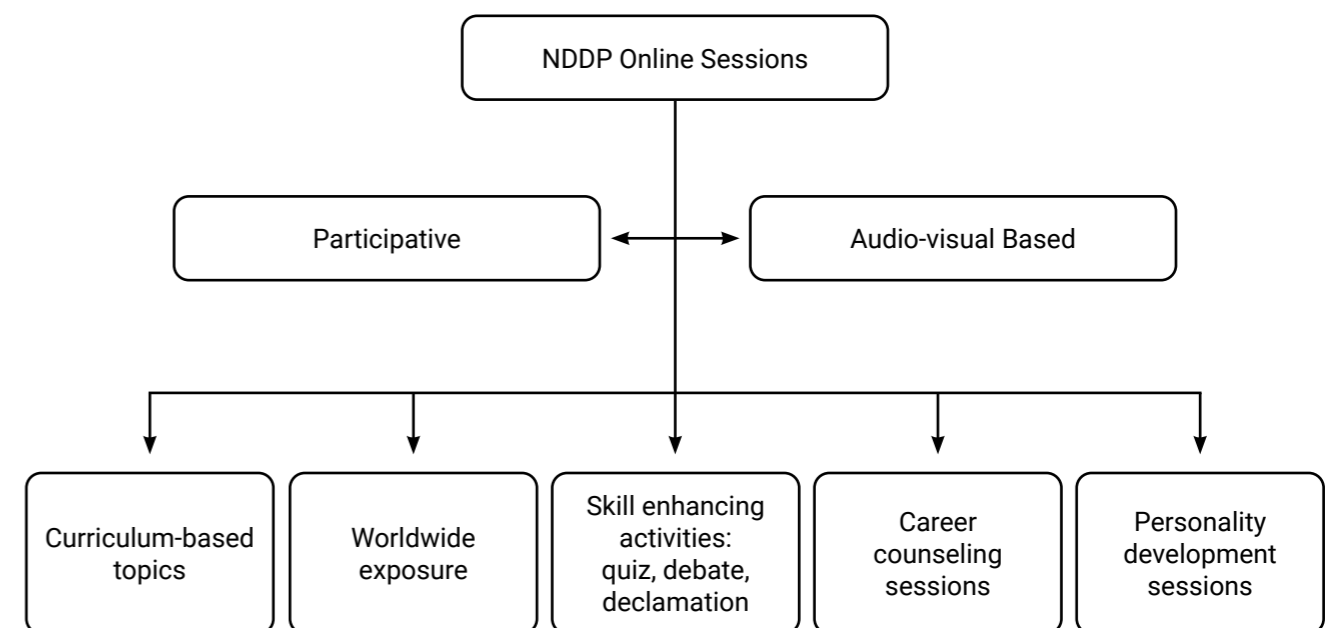 NDDP Online Sessions
Participative
Audio-visual Based
Curriculum-based
topics
Worldwide
exposure
Skill enhancing
activities:
quiz, debate,
declamation
Career
counseling
sessions
Personality
development
sessions